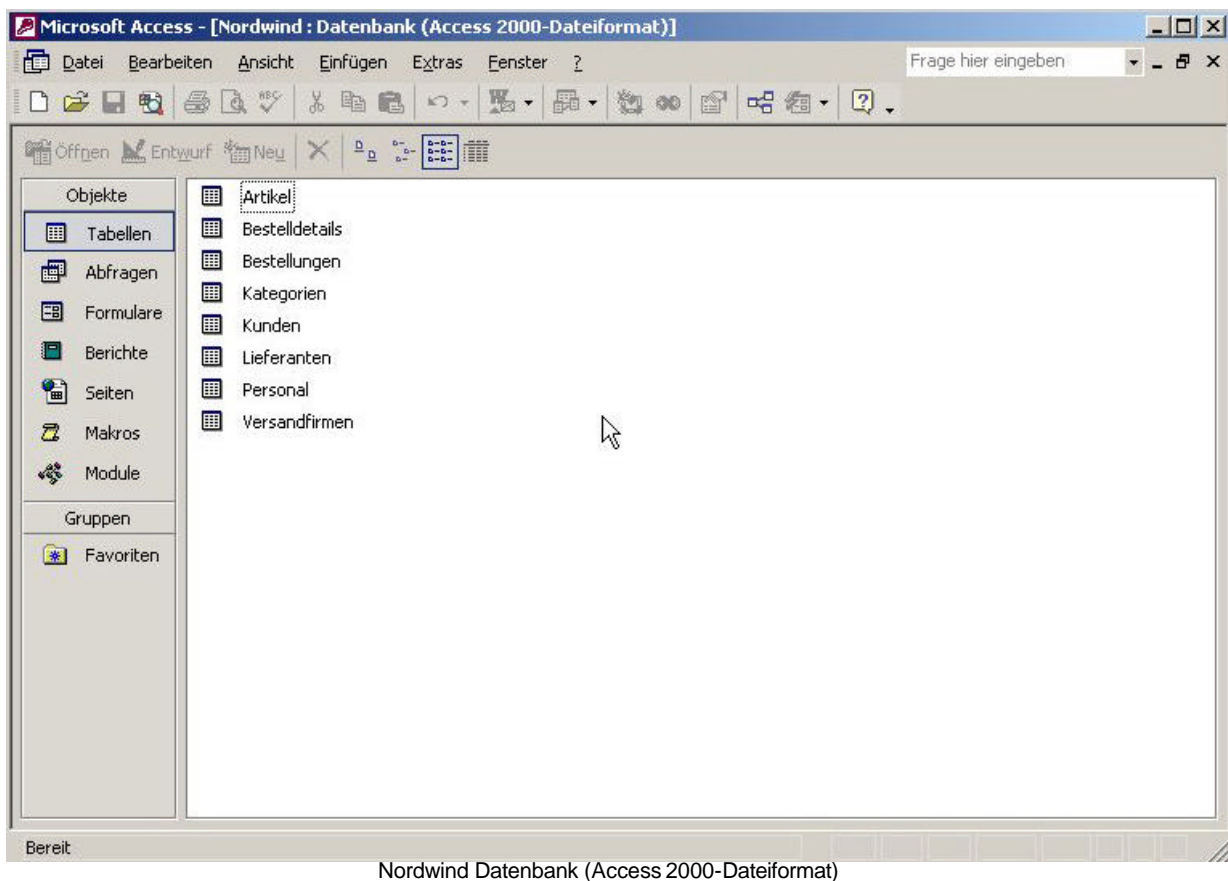 Microsoft Access - [Nordwind : Datenbank (Access 2000-Dateiformat)]
Datei Bearbeiten Ansicht Einfügen Extras Fenster ? Frage hier eingeben
Öffnen Entwurf Neu
Objekte
Tabellen
Abfragen
Formulare
Berichte
Seiten
Makros
Module
Gruppen
Favoriten
Artikel
Bestelldetails
Bestellungen
Kategorien
Kunden
Lieferanten
Personal
Versandfirmen
Bereit
Nordwind Datenbank (Access 2000-Dateiformat)